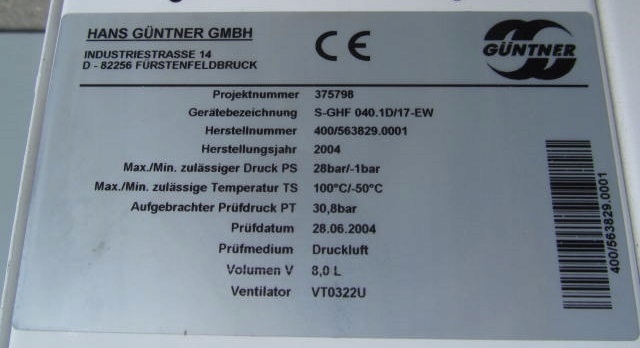 HANS GÜNTNER GMBH
INDUSTRIESTRASSE 14
D - 82256 FÜRSTENFELDBRUCK
CE
GÜNTNER
Projektnummer 375798
Gerätebezeichnung S-GHF 040.1D/17-EW
Herstellnummer 400/563829.0001
Herstellungsjahr 2004
Max./Min. zulässiger Druck PS 28bar/-1bar
Max./Min. zulässige Temperatur TS 100°C/-50°C
Aufgebrachter Prüfdruck PT 30,8bar
Prüfdatum 28.06.2004
Prüfmedium Druckluft
Volumen V 8,0 L
Ventilator VT0322U
400/563829.0001